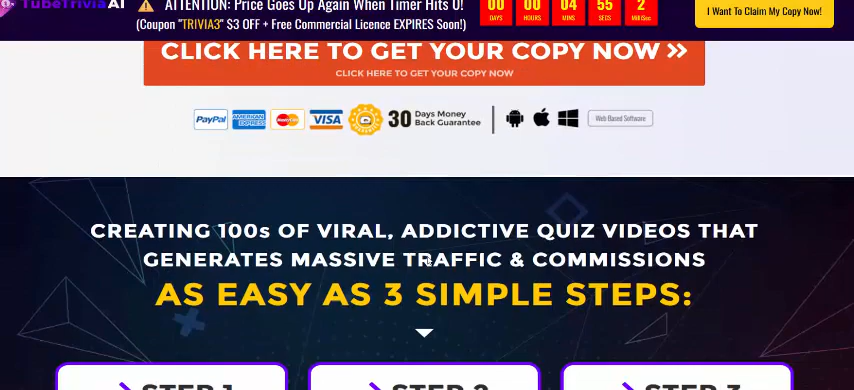 TubeTrivia AI
ATTENTION: Price Goes Up Again When Timer Hits 0!
(Coupon "TRIVIA3" $3 OFF + Free Commercial Licence EXPIRES Soon!)
00 00 04 55 2
DAYS HOURS MINS SECS MilliSec
I Want To Claim My Copy Now!
CLICK HERE TO GET YOUR COPY NOW >>
CLICK HERE TO GET YOUR COPY NOW
PayPal AMERICAN EXPRESS MasterCard VISA 30 Days Money Back Guarantee Web Based Software
CREATING 100s OF VIRAL, ADDICTIVE QUIZ VIDEOS THAT
GENERATES MASSIVE TRAFFIC & COMMISSIONS
AS EASY AS 3 SIMPLE STEPS:
STEP 1 STEP 2 STEP 3